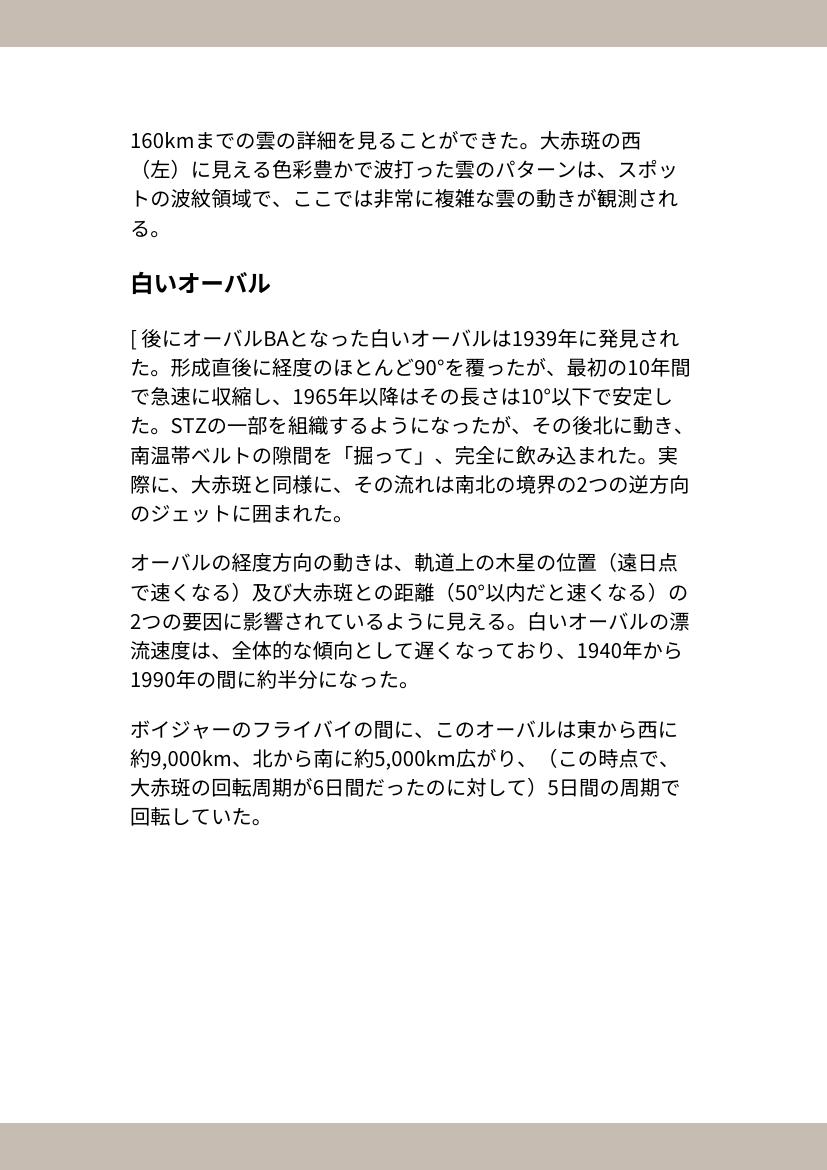 160kmまでの雲の詳細を見ることができた。大赤斑の西
（左）に見える色彩豊かで波打った雲のパターンは、スポッ
トの波紋領域で、ここでは非常に複雑な雲の動きが観測され
る。
白いオーバル
[ 後にオーバルBAとなった白いオーバルは1939年に発見され
た。形成直後に経度のほとんど90°を覆ったが、最初の10年間
で急速に収縮し、1965年以降はその長さは10°以下で安定し
た。STZの一部を組織するようになったが、その後北に動き、
南温帯ベルトの隙間を「掘って」、完全に飲み込まれた。実
際に、大赤斑と同様に、その流れは南北の境界の2つの逆方向
のジェットに囲まれた。
オーバルの経度方向の動きは、軌道上の木星の位置（遠日点
で速くなる）及び大赤斑との距離（50°以内だと速くなる）の
2つの要因に影響されているように見える。白いオーバルの漂
流速度は、全体的な傾向として遅くなっており、1940年から
1990年の間に約半分になった。
ボイジャーのフライバイの間に、このオーバルは東から西に
約9,000km、北から南に約5,000km広がり、（この時点で、
大赤斑の回転周期が6日間だったのに対して）5日間の周期で
回転していた。